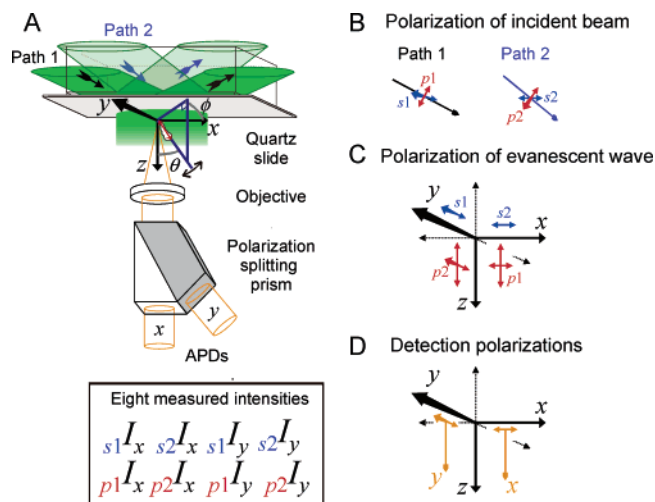 A
Path 2
Path 1
y
ϕ
x
z
θ
Quartz
slide
Objective
Polarization
splitting
prism
x
y
APDs
Eight measured intensities
s1Ix s2Ix s1Iy s2Iy
p1Ix p2Ix p1Iy p2Iy
B Polarization of incident beam
Path 1 Path 2
s1 p1
p2 s2
C Polarization of evanescent wave
y s1 s2 x
p2 p1
z
D Detection polarizations
y x
y x
z